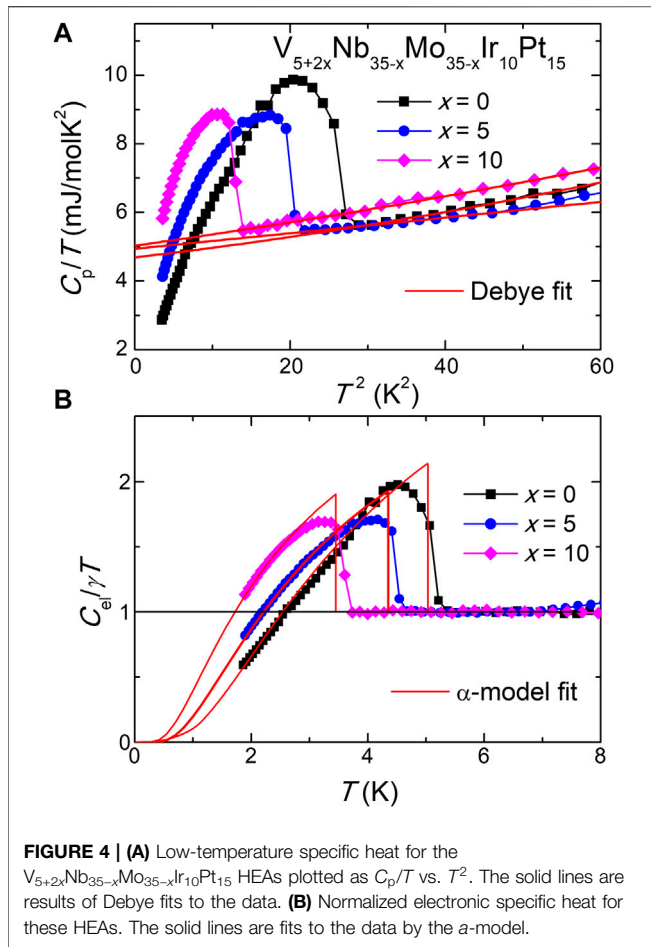 A
V₅₊₂ₓNb₃₅₋ₓMo₃₅₋ₓIr₁₀Pt₁₅
10
8
6
4
2
Cₚ/T (mJ/molK²)
x = 0
x = 5
x = 10
Debye fit
0 20 40 60
T² (K²)
B
2
1
0
Cₑₗ/γT
x = 0
x = 5
x = 10
α-model fit
0 2 4 6 8
T (K)
FIGURE 4 | (A) Low-temperature specific heat for the
V₅₊₂ₓNb₃₅₋ₓMo₃₅₋ₓIr₁₀Pt₁₅ HEAs plotted as Cₚ/T vs. T². The solid lines are
results of Debye fits to the data. (B) Normalized electronic specific heat for
these HEAs. The solid lines are fits to the data by the a-model.